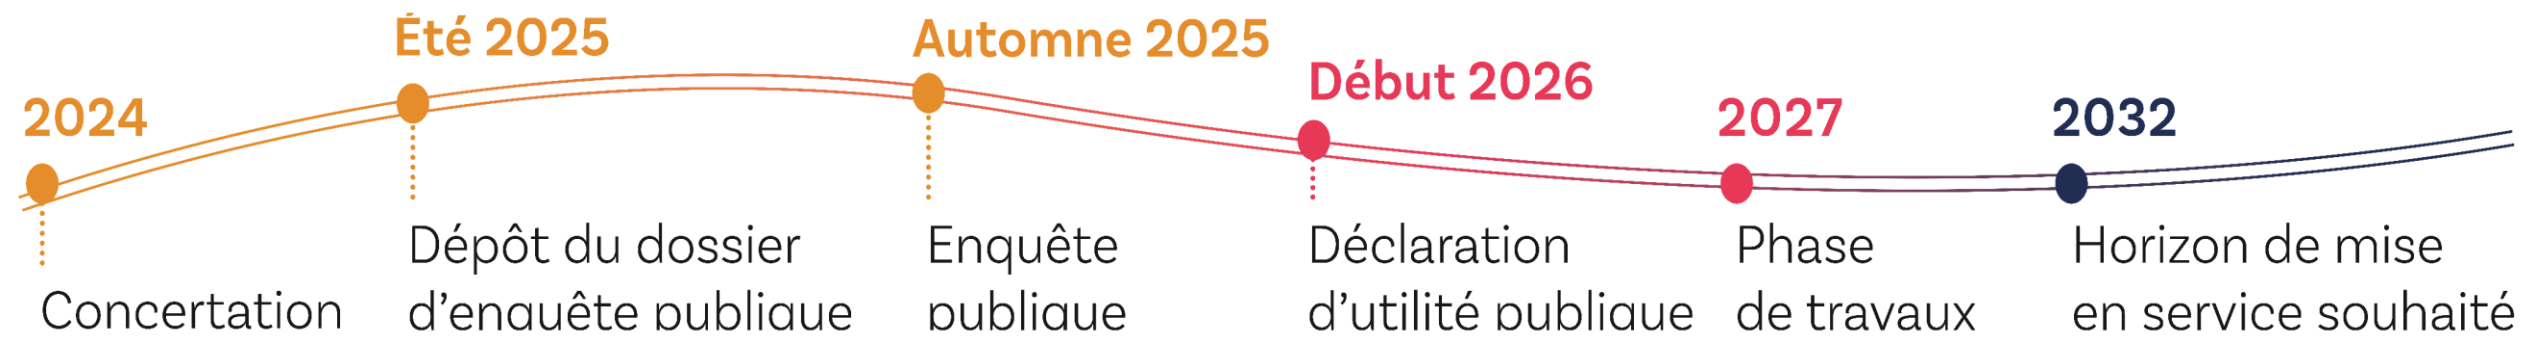 2024
Concertation
Été 2025
Dépôt du dossier
d'enquête publique
Automne 2025
Enquête
publique
Début 2026
Déclaration
d'utilité publique
2027
Phase
de travaux
2032
Horizon de mise
en service souhaité